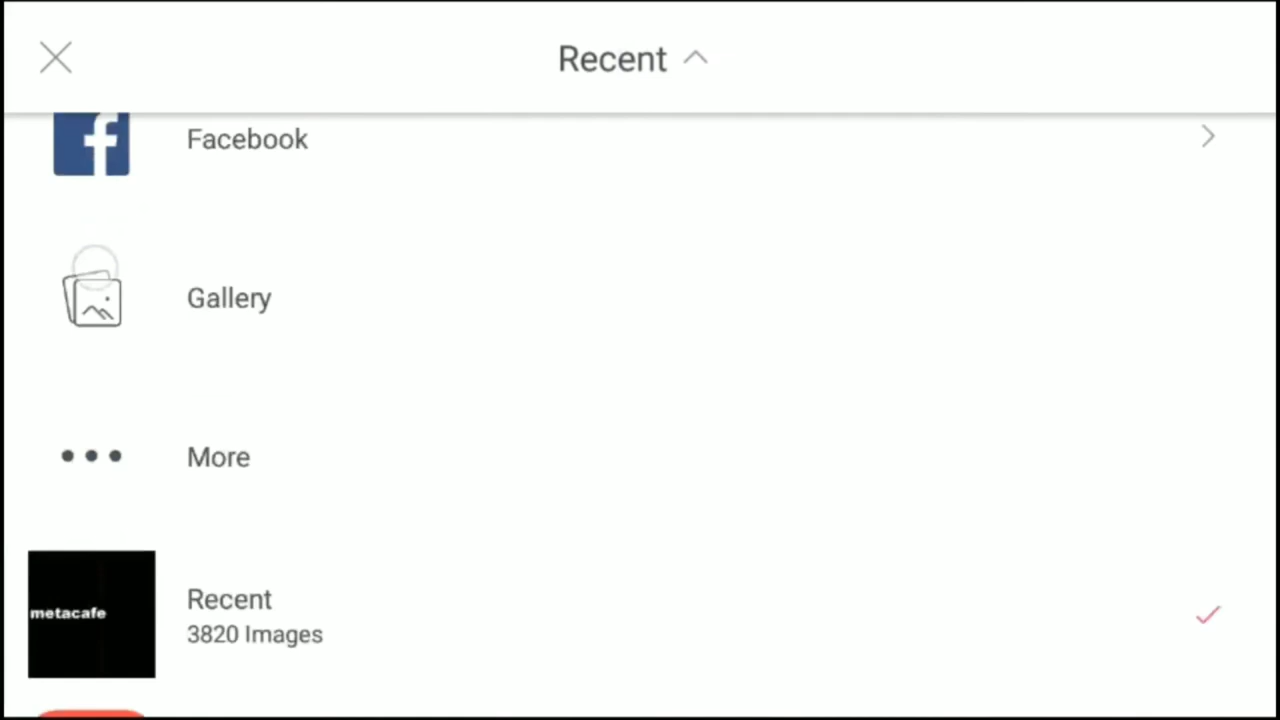 Recent
Facebook
Gallery
More
metacafe
Recent
3820 Images